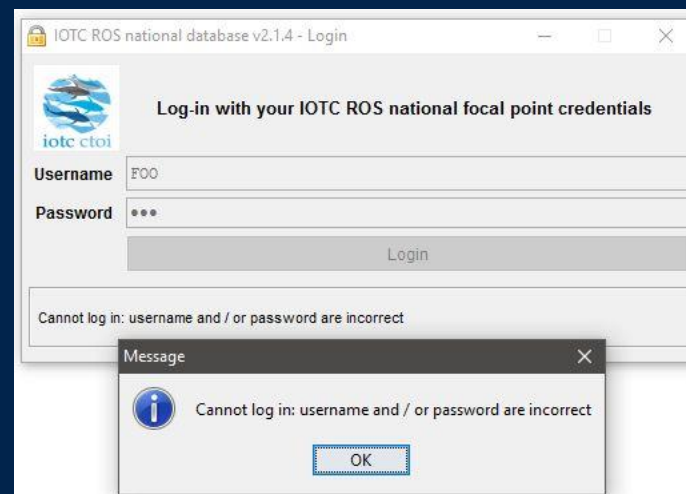 IOTC ROS national database v2.1.4 - Login
iotc ctoi
Log-in with your IOTC ROS national focal point credentials
Username FOO
Password •••
Login
Cannot log in: username and / or password are incorrect
Message
Cannot log in: username and / or password are incorrect
OK